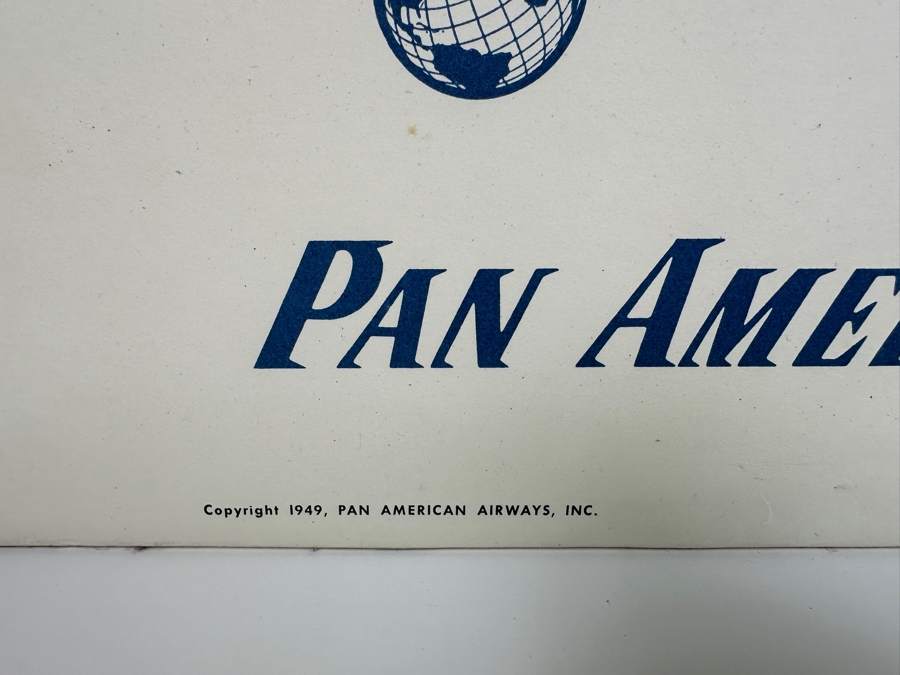 PAN AME
Copyright 1949, PAN AMERICAN AIRWAYS, INC.